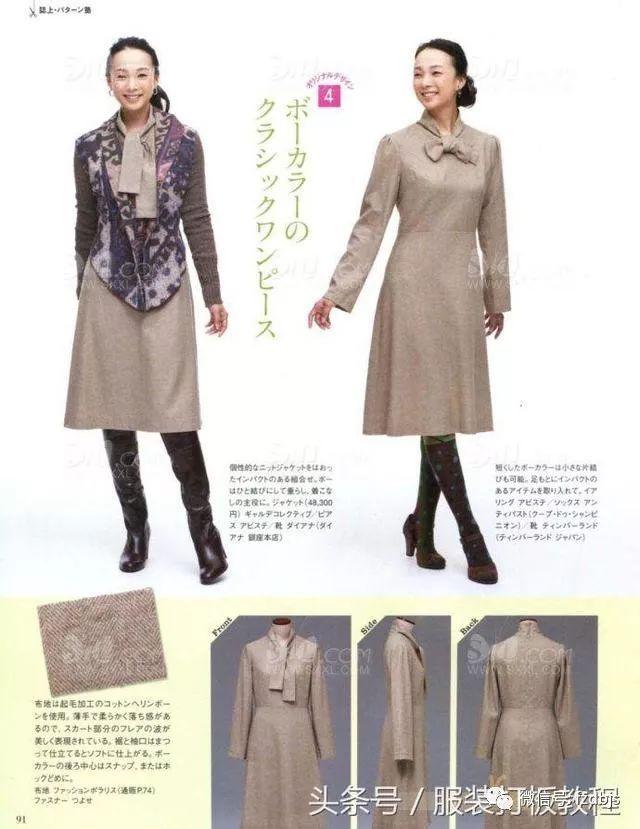 誌上・パターン塾
オリジナルデザイン
4
ボーカラーの
クラシックワンピース
個性的なニットジャケットをはおっ
たインパクトのある組合せ。ボー
はひと結びにして垂らし、着こな
しの主役に。ジャケット(48,300
円) ギャルデコレクティブ/ピア
ス アビステ/靴 ダイアナ(ダイ
アナ 銀座本店)
短くしたボーカラーは小さな片結
びも可能。足もとにインパクトの
あるアイテムを取り入れて。イア
リング アビステ/ソックス アン
ティパスト(クープ・ドゥ・シャンピ
ニオン)/靴 ティンバーランド
(ティンバーランド ジャパン)
布地は起毛加工のコットンヘリンボー
ンを使用。薄手で柔らかく落ち感があ
るので、スカート部分のフレアの波が
美しく表現されている。裾と袖口はまつ
って仕立てるとソフトに仕上がる。ボー
カラーの後ろ中心はスナップ、またはホ
ックどめに。
布地 ファッションポラリス(通販P.74)
ファスナー つよせ
Front
Side
Back
91
头条号/服装打板教程